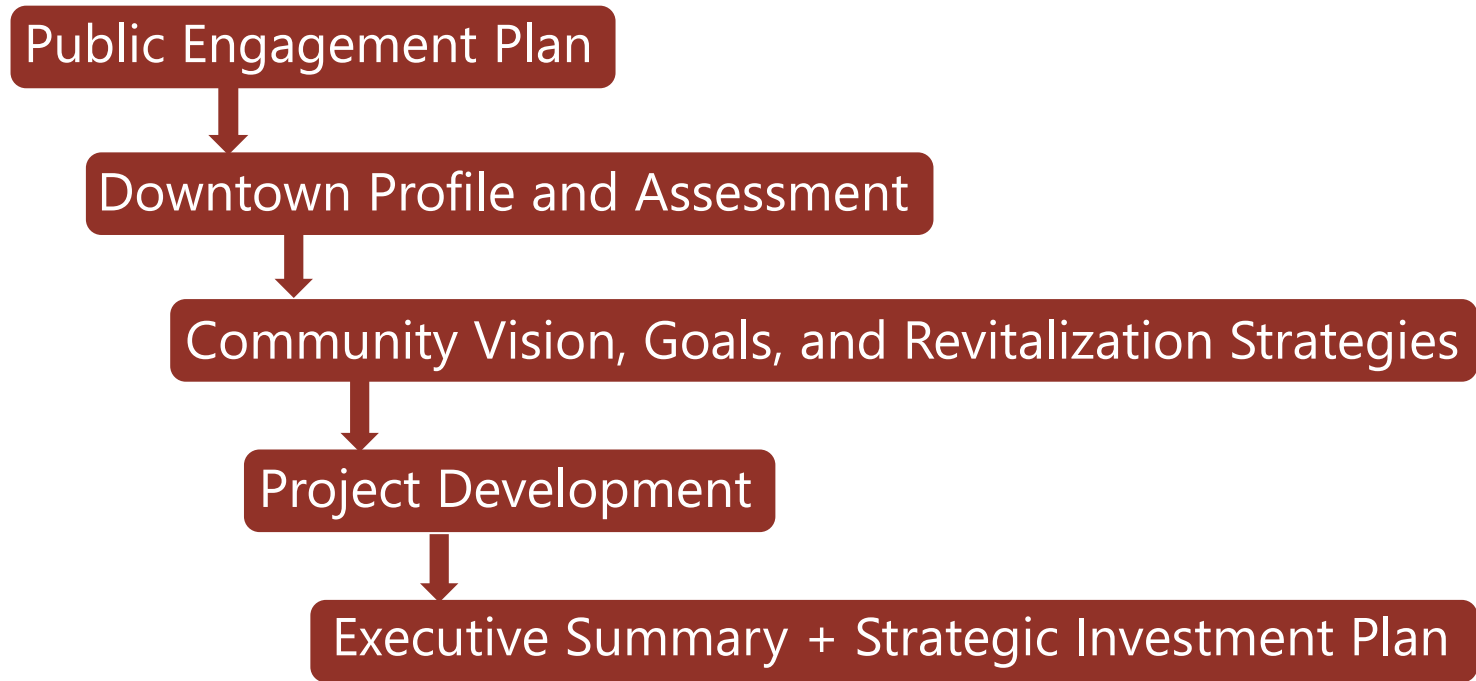 Public Engagement Plan
Downtown Profile and Assessment
Community Vision, Goals, and Revitalization Strategies
Project Development
Executive Summary + Strategic Investment Plan